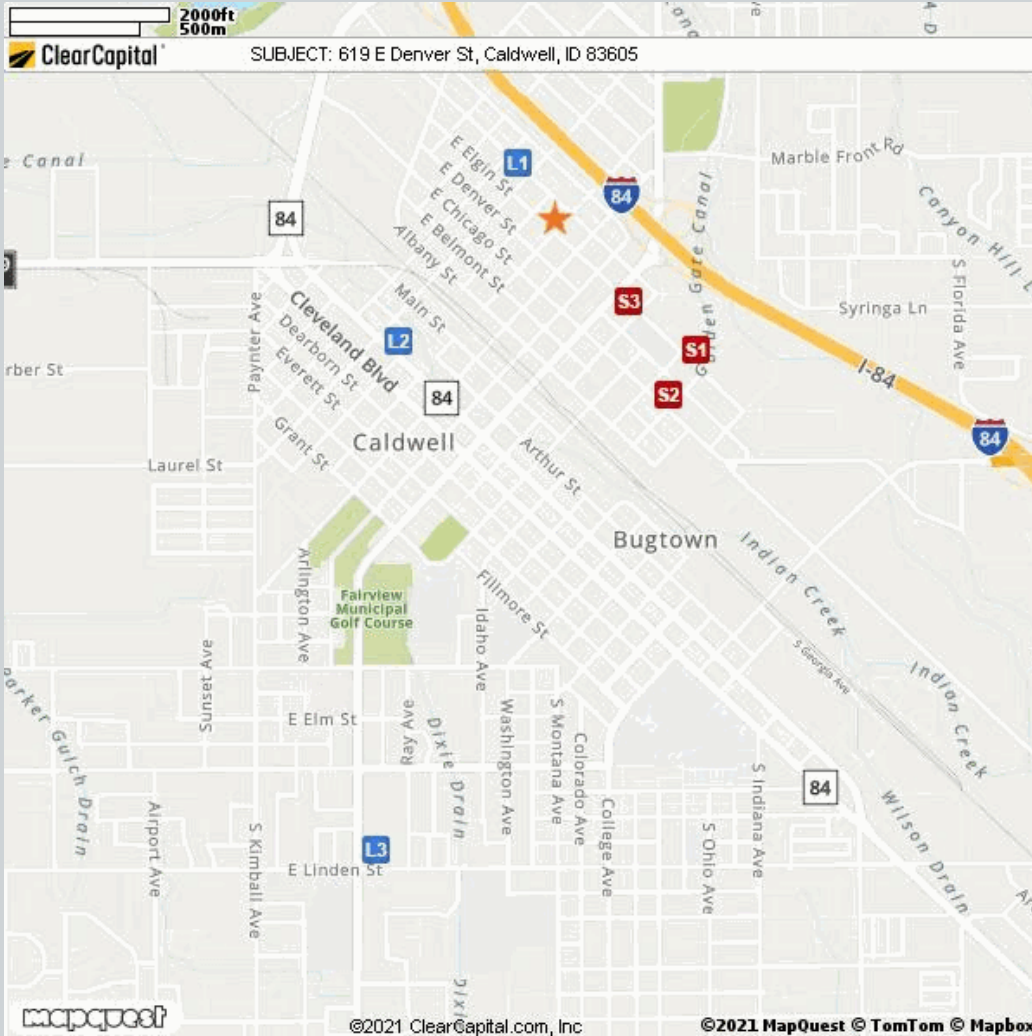 2000ft
500m
ClearCapital
SUBJECT: 619 E Denver St, Caldwell, ID 83605
Canal
Marble Front Rd
e Canal
E Elgin St
L1
E Denver St
84
E Chicago St
Canyon Hill L
84
E Belmont St
Albany St
Garden Gate Canal
S Florida Ave
Main St
S3
Syringa Ln
Paynter Ave
Cleveland Blvd
L2
S1
Dearborn St
I-84
rber St
Everett St
84
S2
84
Grant St
Caldwell
Arthur St
Laurel St
Bugtown
Indian Creek
Arlington Ave
Fairview
Municipal
Golf Course
Fillmore St
Idaho Ave
S Georgia Ave
Indian Creek
Sunset Ave
parker Gulch Drain
E Elm St
Ray Ave
Dixie Drain
Washington Ave
S Montana Ave
Colorado Ave
84
S Indiana Ave
Wilson Drain
Airport Ave
S Kimball Ave
College Ave
S Ohio Ave
L3
E Linden St
Dixi
mapquest
©2021 ClearCapital.com, Inc
©2021 MapQuest © TomTom © Mapbox